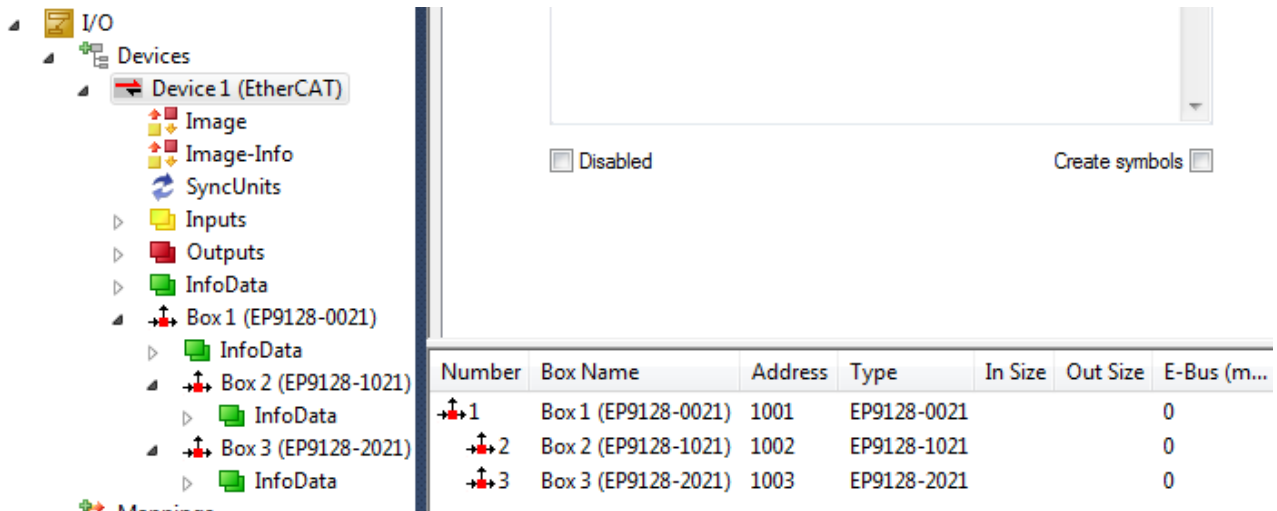 I/O
Devices
Device 1 (EtherCAT)
Image
Image-Info
SyncUnits
Inputs
Outputs
InfoData
Box 1 (EP9128-0021)
InfoData
Box 2 (EP9128-1021)
InfoData
Box 3 (EP9128-2021)
InfoData
Mappings
Disabled
Create symbols
Number Box Name Address Type In Size Out Size E-Bus (m...
1 Box 1 (EP9128-0021) 1001 EP9128-0021 0
2 Box 2 (EP9128-1021) 1002 EP9128-1021 0
3 Box 3 (EP9128-2021) 1003 EP9128-2021 0